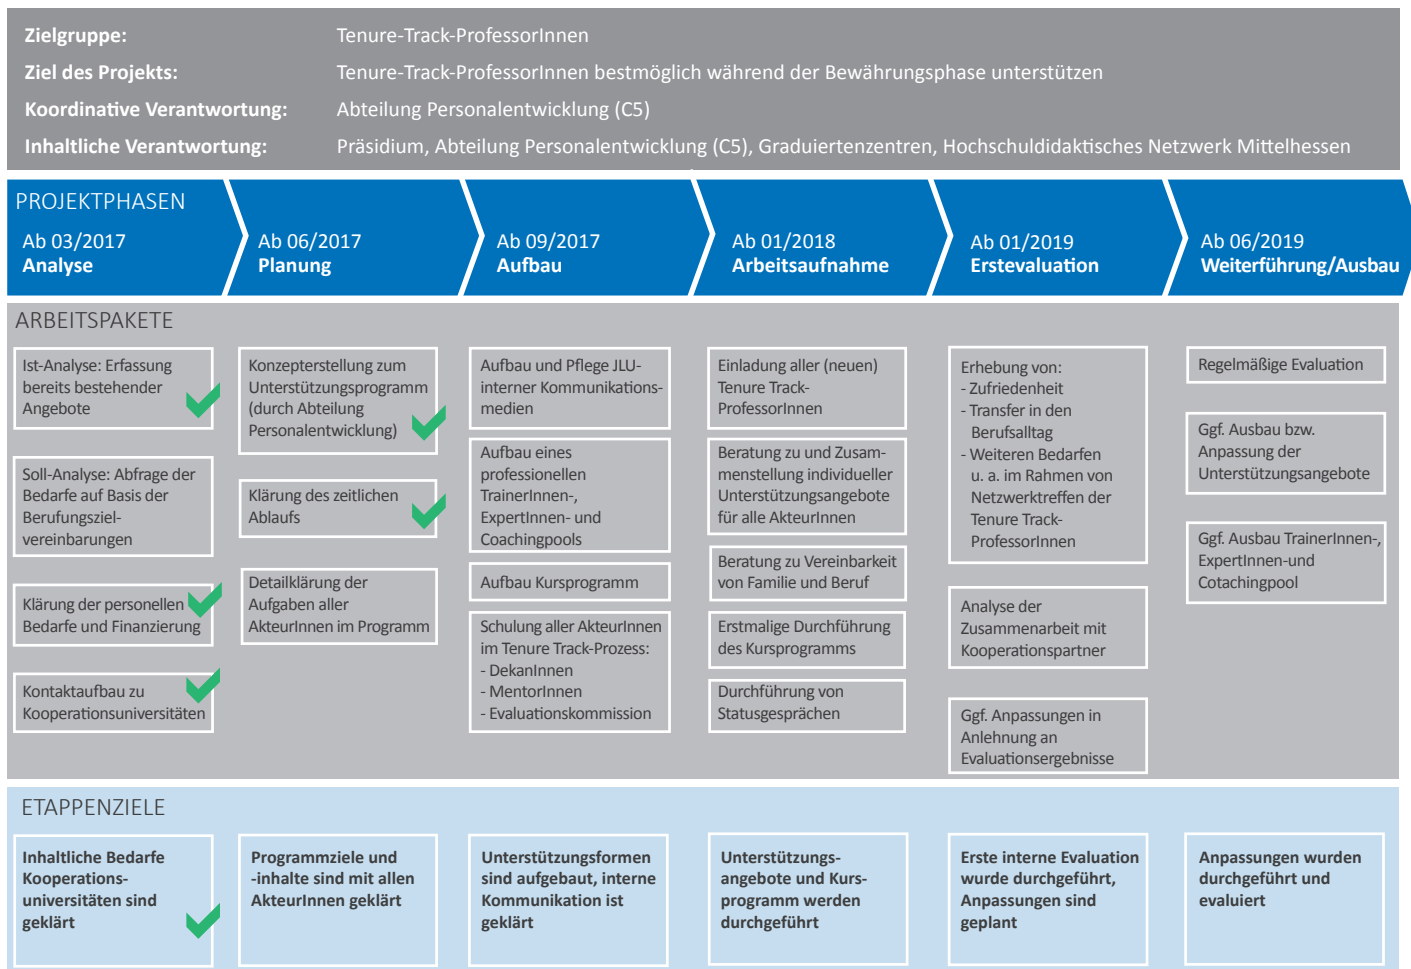 Zielgruppe: Tenure-Track-ProfessorInnen
Ziel des Projekts: Tenure-Track-ProfessorInnen bestmöglich während der Bewährungsphase unterstützen
Koordinative Verantwortung: Abteilung Personalentwicklung (C5)
Inhaltliche Verantwortung: Präsidium, Abteilung Personalentwicklung (C5), Graduiertenzentren, Hochschuldidaktisches Netzwerk Mittelhessen
PROJEKTPHASEN
Ab 03/2017
Analyse
Ab 06/2017
Planung
Ab 09/2017
Aufbau
Ab 01/2018
Arbeitsaufnahme
Ab 01/2019
Erstevaluation
Ab 06/2019
Weiterführung/Ausbau
ARBEITSPAKETE
Ist-Analyse: Erfassung
bereits bestehender
Angebote
Soll-Analyse: Abfrage der
Bedarfe auf Basis der
Berufungsziel-
vereinbarungen
Klärung der personellen
Bedarfe und Finanzierung
Kontaktaufbau zu
Kooperationsuniversitäten
Konzepterstellung zum
Unterstützungsprogramm
(durch Abteilung
Personalentwicklung)
Klärung des zeitlichen
Ablaufs
Detailklärung der
Aufgaben aller
AkteurInnen im Programm
Aufbau und Pflege JLU-
interner Kommunikations-
medien
Aufbau eines
professionellen
TrainerInnen-,
ExpertInnen- und
Coachingpools
Aufbau Kursprogramm
Schulung aller AkteurInnen
im Tenure Track-Prozess:
- DekanInnen
- MentorInnen
- Evaluationskommission
Einladung aller (neuen)
Tenure Track-
ProfessorInnen
Beratung zu und Zusam-
menstellung individueller
Unterstützungsangebote
für alle AkteurInnen
Beratung zu Vereinbarkeit
von Familie und Beruf
Erstmalige Durchführung
des Kursprogramms
Durchführung von
Statusgesprächen
Erhebung von:
- Zufriedenheit
- Transfer in den
Berufsalltag
- Weiteren Bedarfen
u. a. im Rahmen von
Netzwerktreffen der
Tenure Track-
ProfessorInnen
Analyse der
Zusammenarbeit mit
Kooperationspartner
Ggf. Anpassungen in
Anlehnung an
Evaluationsergebnisse
Regelmäßige Evaluation
Ggf. Ausbau bzw.
Anpassung der
Unterstützungsangebote
Ggf. Ausbau TrainerInnen-,
ExpertInnen-und
Cotachingpool
ETAPPENZIELE
Inhaltliche Bedarfe
Kooperations-
universitäten sind
geklärt
Programmziele und
-inhalte sind mit allen
AkteurInnen geklärt
Unterstützungsformen
sind aufgebaut, interne
Kommunikation ist
geklärt
Unterstützungs-
angebote und Kurs-
programm werden
durchgeführt
Erste interne Evaluation
wurde durchgeführt,
Anpassungen sind
geplant
Anpassungen wurden
durchgeführt und
evaluiert